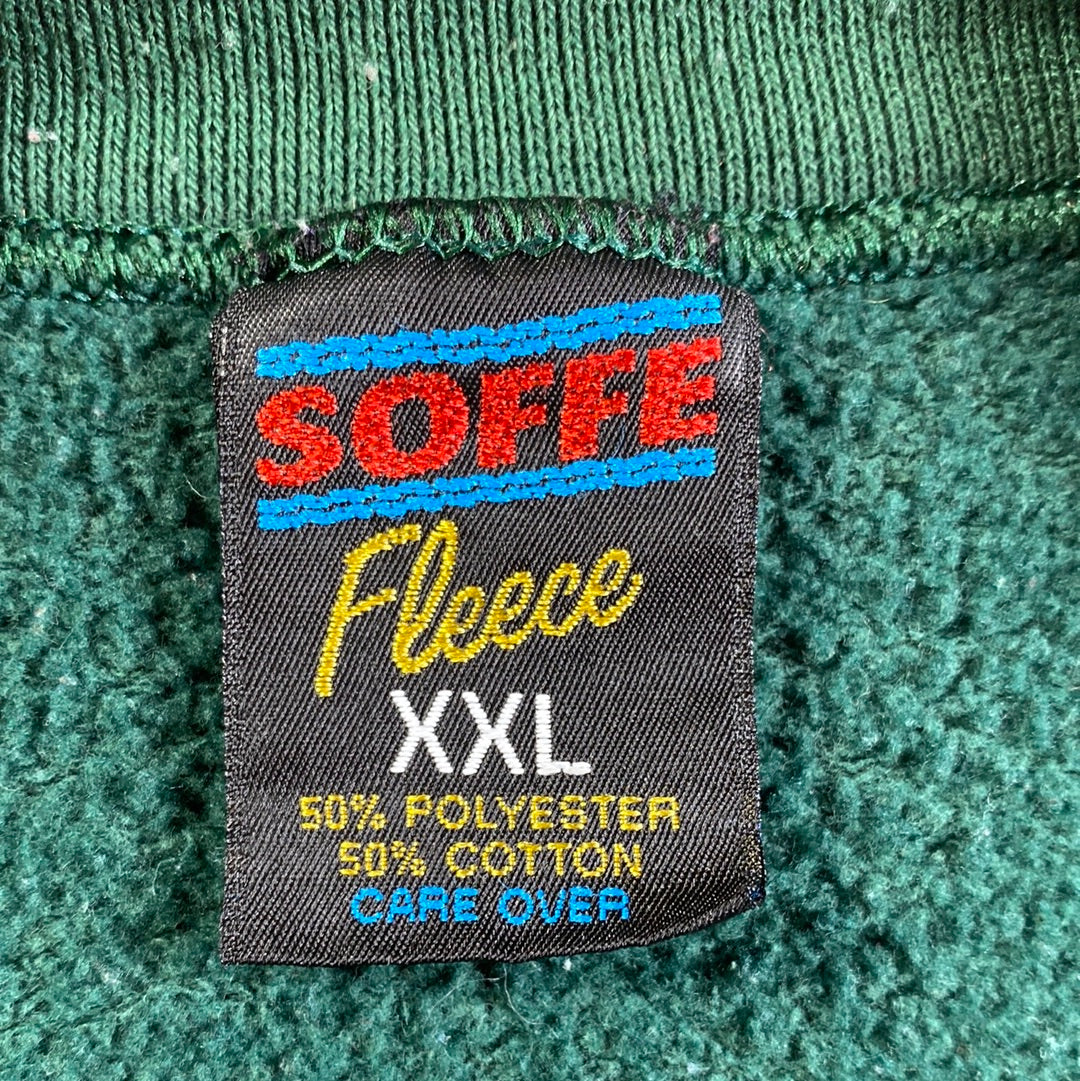 SOFFE
Fleece
XXL
50% POLYESTER
50% COTTON
CARE OVER